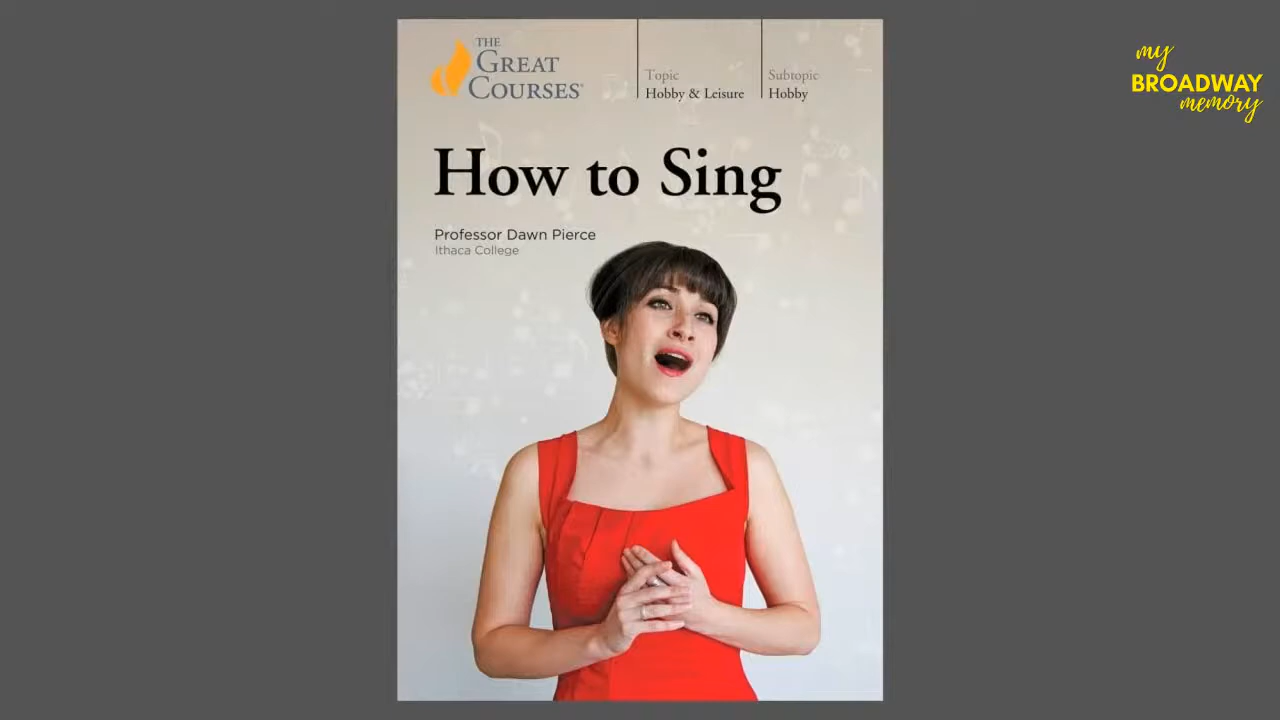 THE
GREAT
COURSES®
Topic
Hobby & Leisure
Subtopic
Hobby
How to Sing
Professor Dawn Pierce
Ithaca College
my
BROADWAY
memory